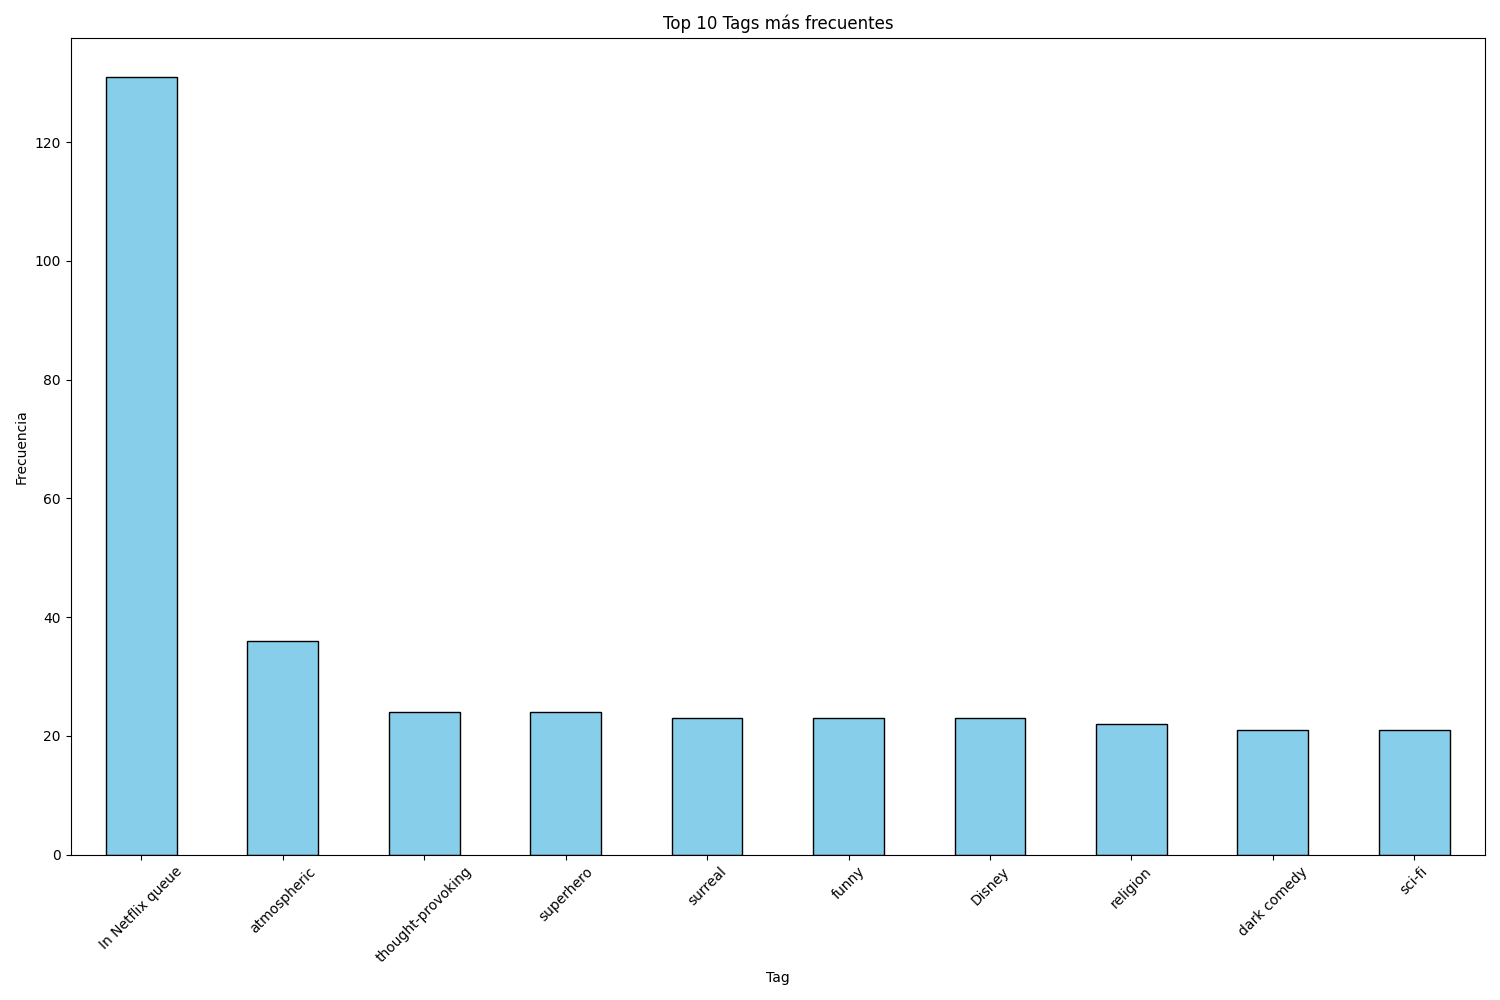 Top 10 Tags más frecuentes
Frecuencia
120
100
80
60
40
20
0
In Netflix queue
atmospheric
thought-provoking
superhero
surreal
funny
Disney
religion
dark comedy
sci-fi
Tag